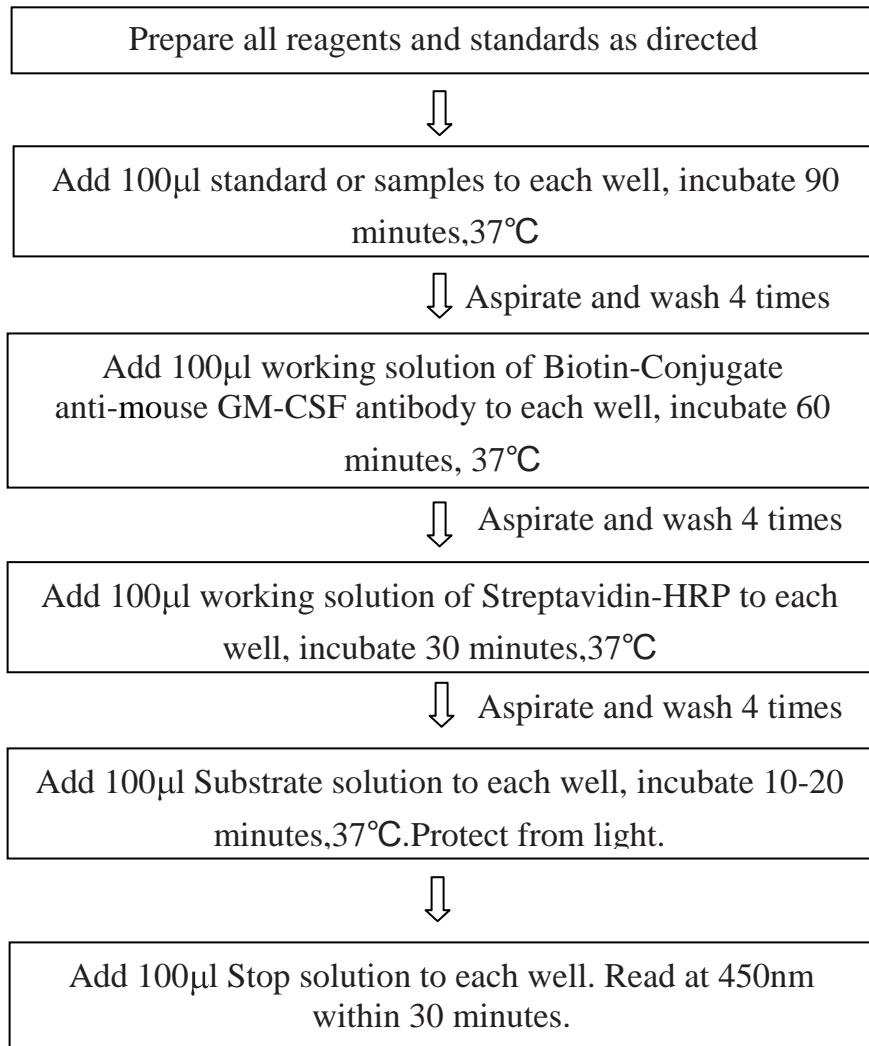 Prepare all reagents and standards as directed
Add 100μl standard or samples to each well, incubate 90
minutes,37℃
Aspirate and wash 4 times
Add 100μl working solution of Biotin-Conjugate
anti-mouse GM-CSF antibody to each well, incubate 60
minutes, 37℃
Aspirate and wash 4 times
Add 100μl working solution of Streptavidin-HRP to each
well, incubate 30 minutes,37℃
Aspirate and wash 4 times
Add 100μl Substrate solution to each well, incubate 10-20
minutes,37℃.Protect from light.
Add 100μl Stop solution to each well. Read at 450nm
within 30 minutes.